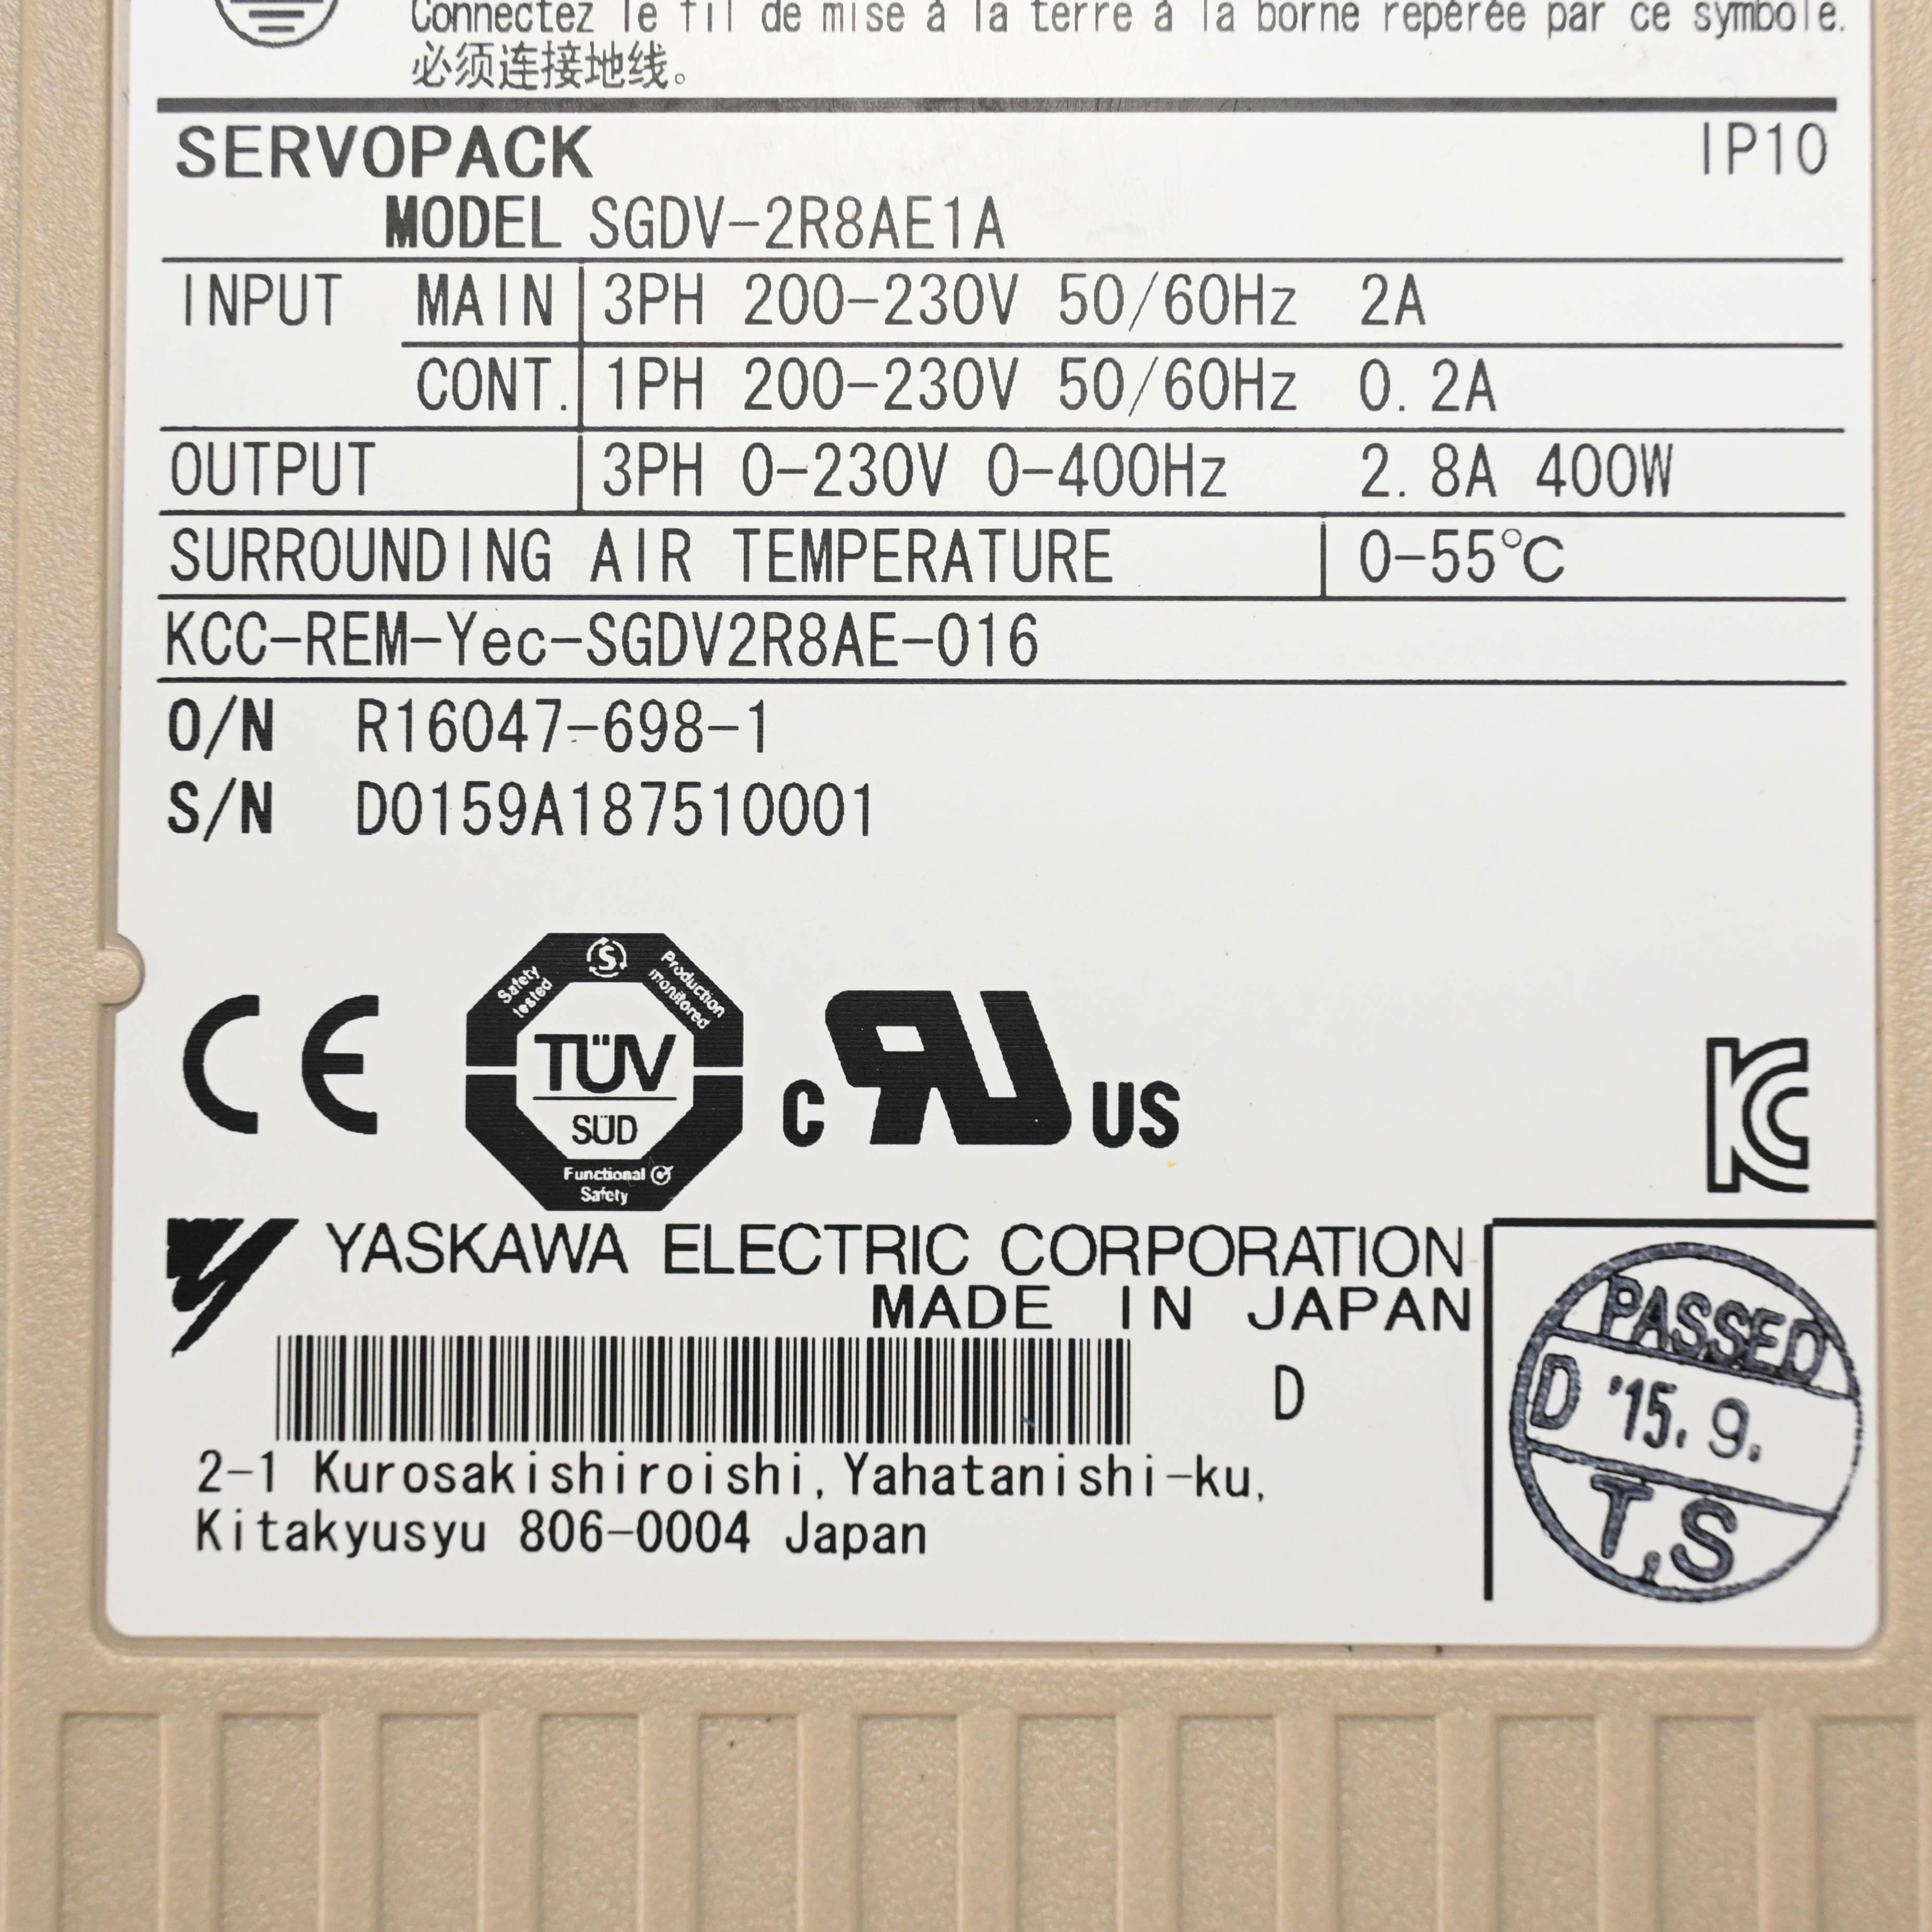 Connectez le fil de mise à la terre à la borne repérée par ce symbole.
必须连接地线。
SERVOPACK IP10
MODEL SGDV-2R8AE1A
INPUT MAIN 3PH 200-230V 50/60Hz 2A
CONT. 1PH 200-230V 50/60Hz 0.2A
OUTPUT 3PH 0-230V 0-400Hz 2.8A 400W
SURROUNDING AIR TEMPERATURE 0-55℃
KCC-REM-Yec-SGDV2R8AE-016
O/N R16047-698-1
S/N D0159A187510001
CE
S
Safety tested
Production monitored
TÜV
SÜD
Functional Safety
C RU US
KC
YASKAWA ELECTRIC CORPORATION
MADE IN JAPAN
D
2-1 Kurosakishiroishi, Yahatanishi-ku,
Kitakyusyu 806-0004 Japan
PASSED
D '15. 9.
T.S